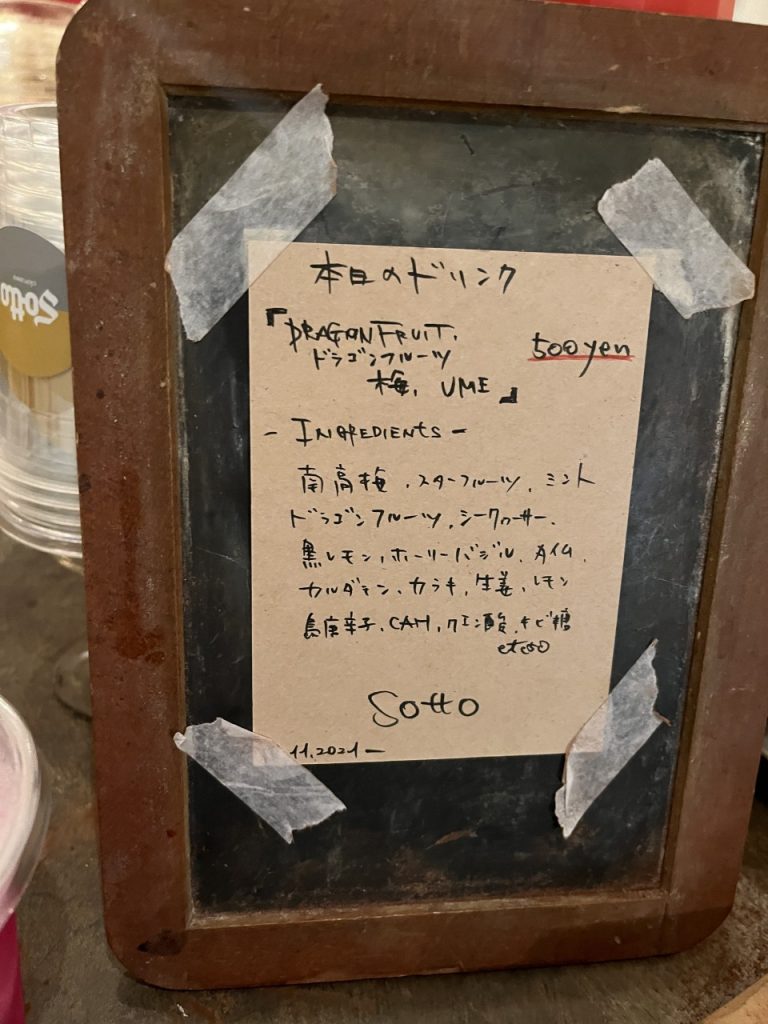 本日のドリンク
『DRAGONFRUIT.
ドラゴンフルーツ
500yen
梅, UME』
- INGREDIENTS -
南高梅, スターフルーツ, ミント
ドラゴンフルーツ, シークワーサー,
黒レモン, ホーリーバジル, タイム,
カルダモン, カラキ, 生姜, レモン
島唐辛子, CAH, クエン酸, キビ糖
etc
Sotto
11, 2021 -
Sotto